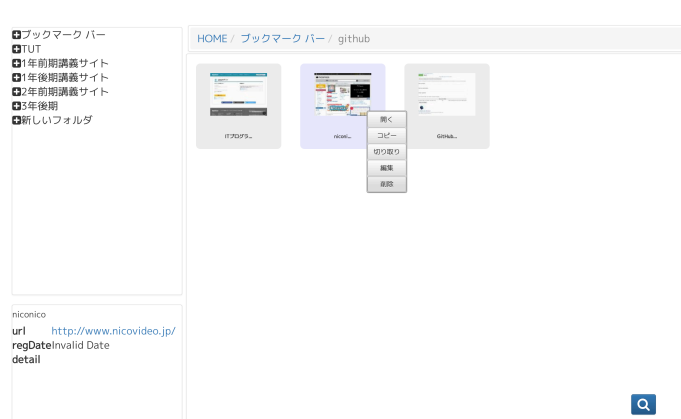 ブックマーク バー
TUT
1年前期講義サイト
1年後期講義サイト
2年前期講義サイト
3年後期
新しいフォルダ
HOME / ブックマーク バー / github
ITプログラ...
niconi...
GitHub...
開く
コピー
切り取り
編集
削除
niconico
url http://www.nicovideo.jp/
regDate Invalid Date
detail